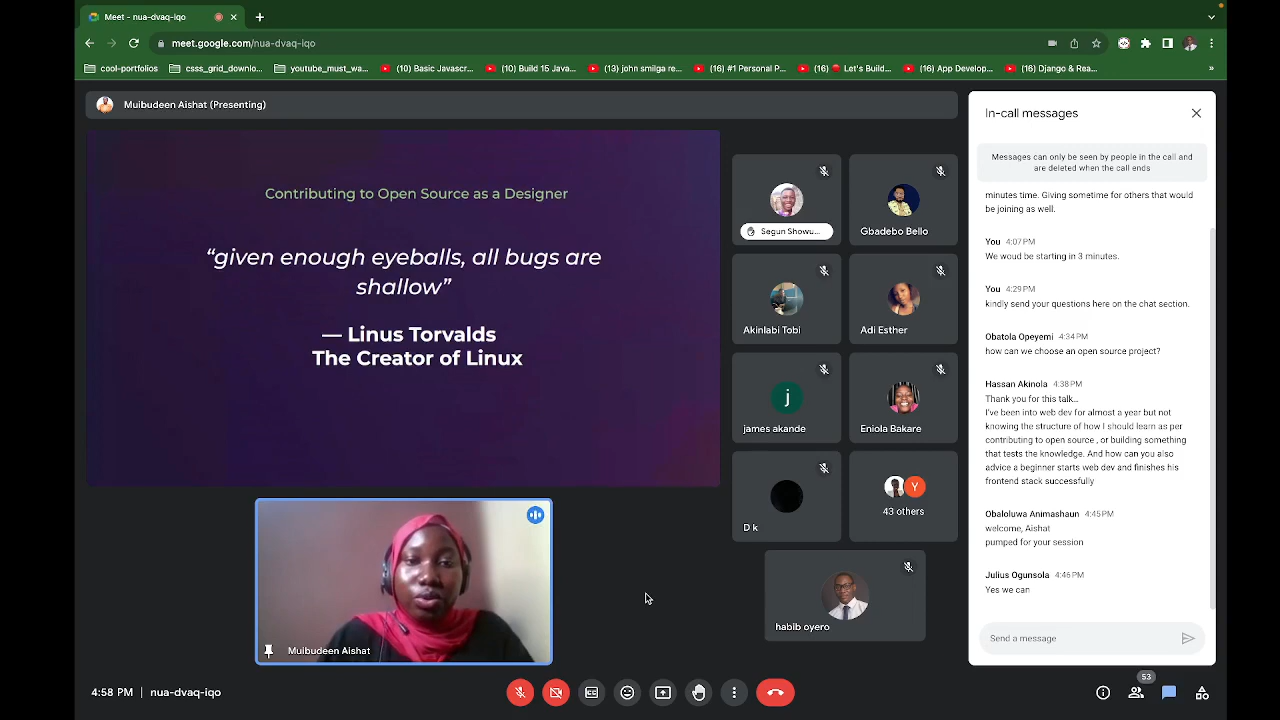 Meet - nua-dvaq-iqo
meet.google.com/nua-dvaq-iqo
cool-portfolios
csss_grid_downlo...
youtube_must_wa...
(10) Basic Javascr...
(10) Build 15 Java...
(13) john smilga re...
(16) #1 Personal P...
(16) Let's Build...
(16) App Develop...
(16) Django & Rea...
»
Muibudeen Aishat (Presenting)
Contributing to Open Source as a Designer
“given enough eyeballs, all bugs are
shallow”
— Linus Torvalds
The Creator of Linux
Muibudeen Aishat
Segun Showu...
Gbadebo Bello
Akinlabi Tobi
Adi Esther
j
james akande
Eniola Bakare
D k
Y
43 others
habib oyero
In-call messages
Messages can only be seen by people in the call and
are deleted when the call ends
minutes time. Giving sometime for others that would
be joining as well.
You 4:07 PM
We woud be starting in 3 minutes.
You 4:29 PM
kindly send your questions here on the chat section.
Obatola Opeyemi 4:34 PM
how can we choose an open source project?
Hassan Akinola 4:38 PM
Thank you for this talk...
I've been into web dev for almost a year but not
knowing the structure of how I should learn as per
contributing to open source , or building something
that tests the knowledge. And how can you also
advice a beginner starts web dev and finishes his
frontend stack successfully
Obaloluwa Animashaun 4:45 PM
welcome, Aishat
pumped for your session
Julius Ogunsola 4:46 PM
Yes we can
Send a message
4:58 PM | nua-dvaq-iqo
53